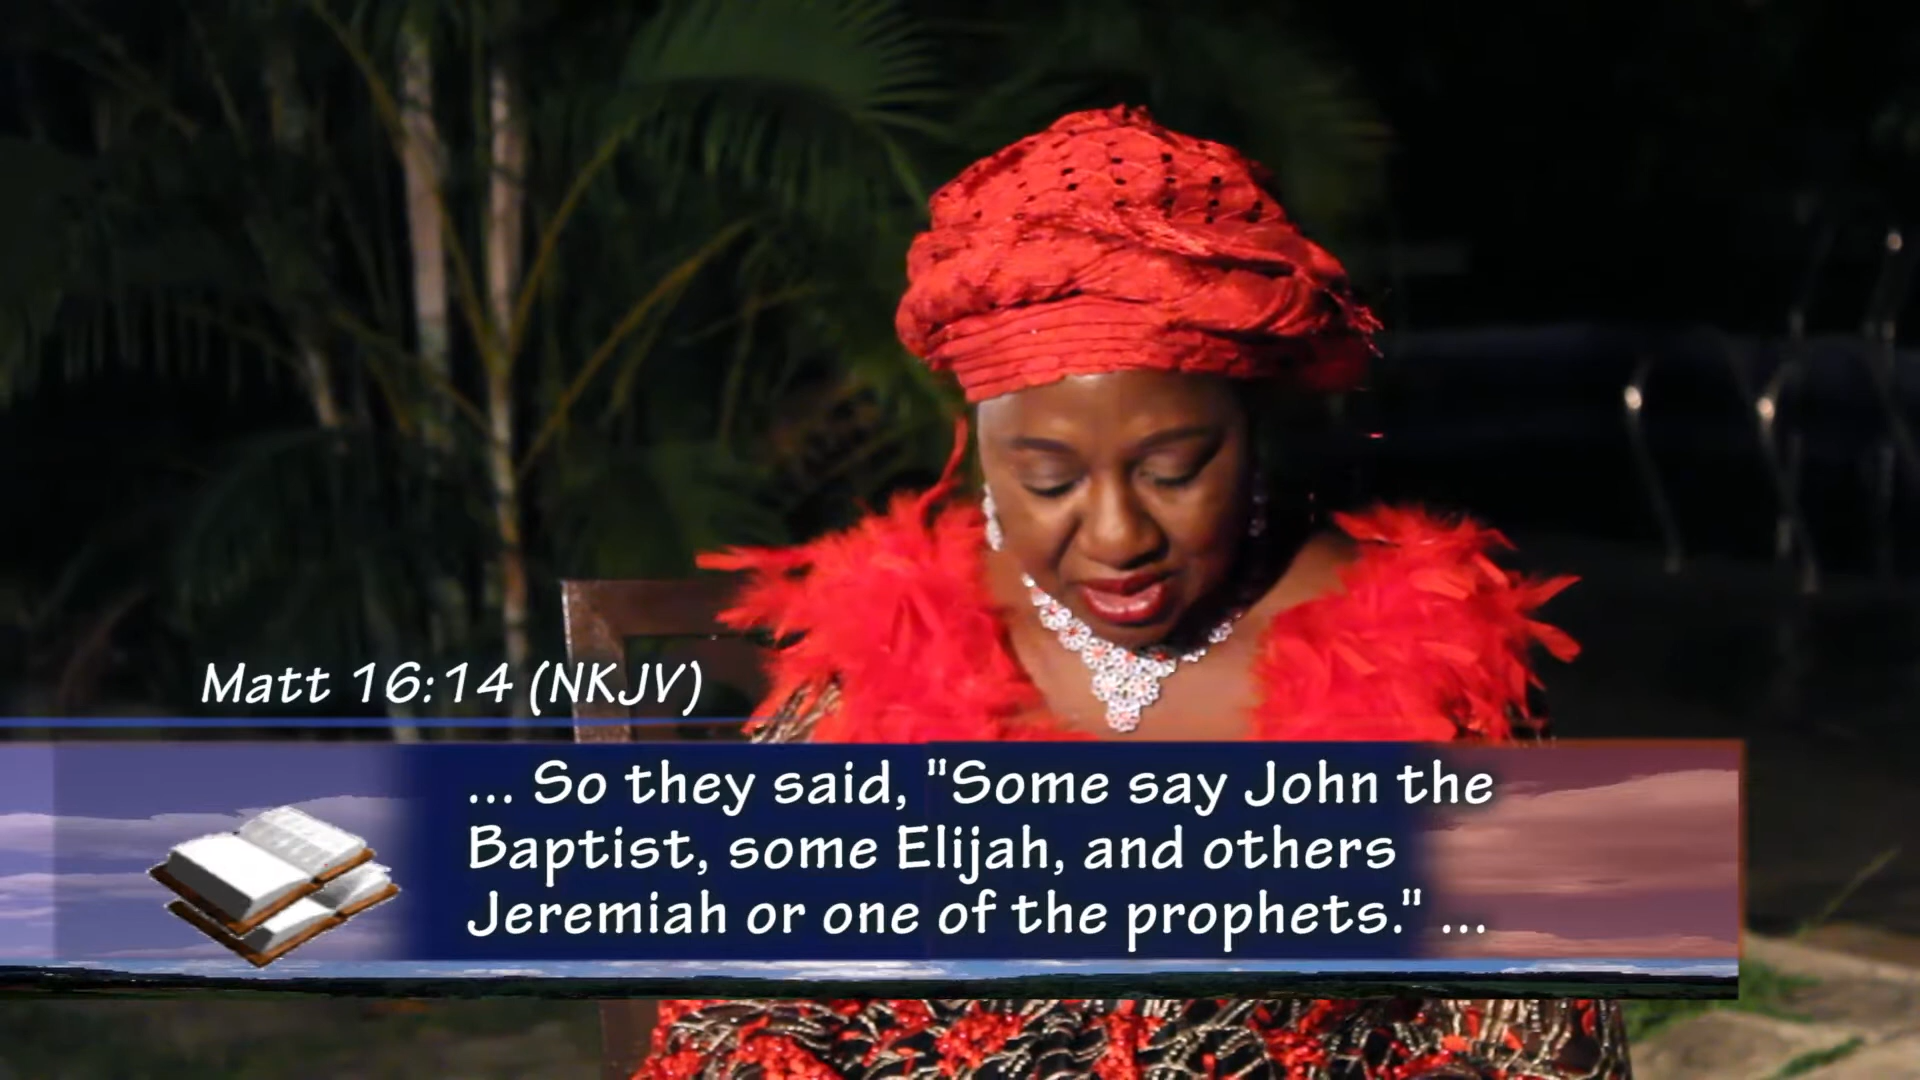 Matt 16:14 (NKJV)
... So they said, "Some say John the
Baptist, some Elijah, and others
Jeremiah or one of the prophets." ...